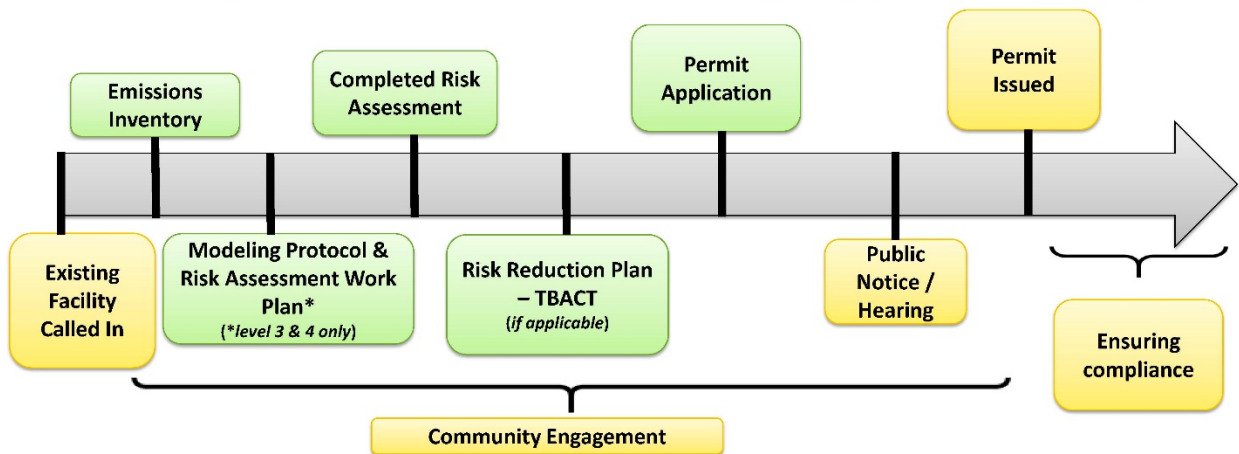 Emissions
Inventory
Completed Risk
Assessment
Permit
Application
Permit
Issued
Existing
Facility
Called In
Modeling Protocol &
Risk Assessment Work
Plan*
(*level 3 & 4 only)
Risk Reduction Plan
– TBACT
(if applicable)
Public
Notice /
Hearing
Ensuring
compliance
Community Engagement